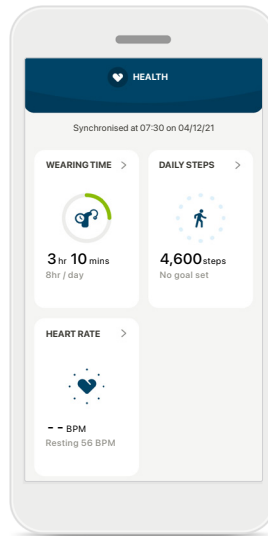 HEALTH
Synchronised at 07:30 on 04/12/21
WEARING TIME
3 hr 10 mins
8hr / day
DAILY STEPS
4,600 steps
No goal set
HEART RATE
-- BPM
Resting 56 BPM